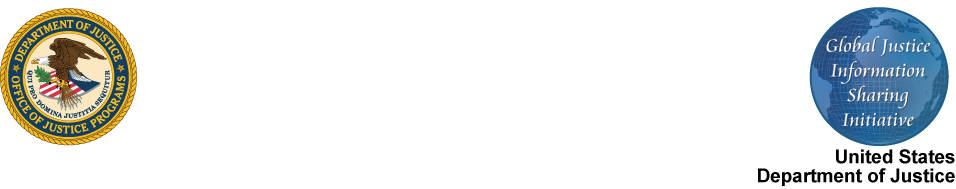 DEPARTMENT OF JUSTICE
QUI PRO DOMINA JUSTITIA SEQUITUR
OFFICE OF JUSTICE PROGRAMS
Global Justice
Information
Sharing
Initiative
United States
Department of Justice